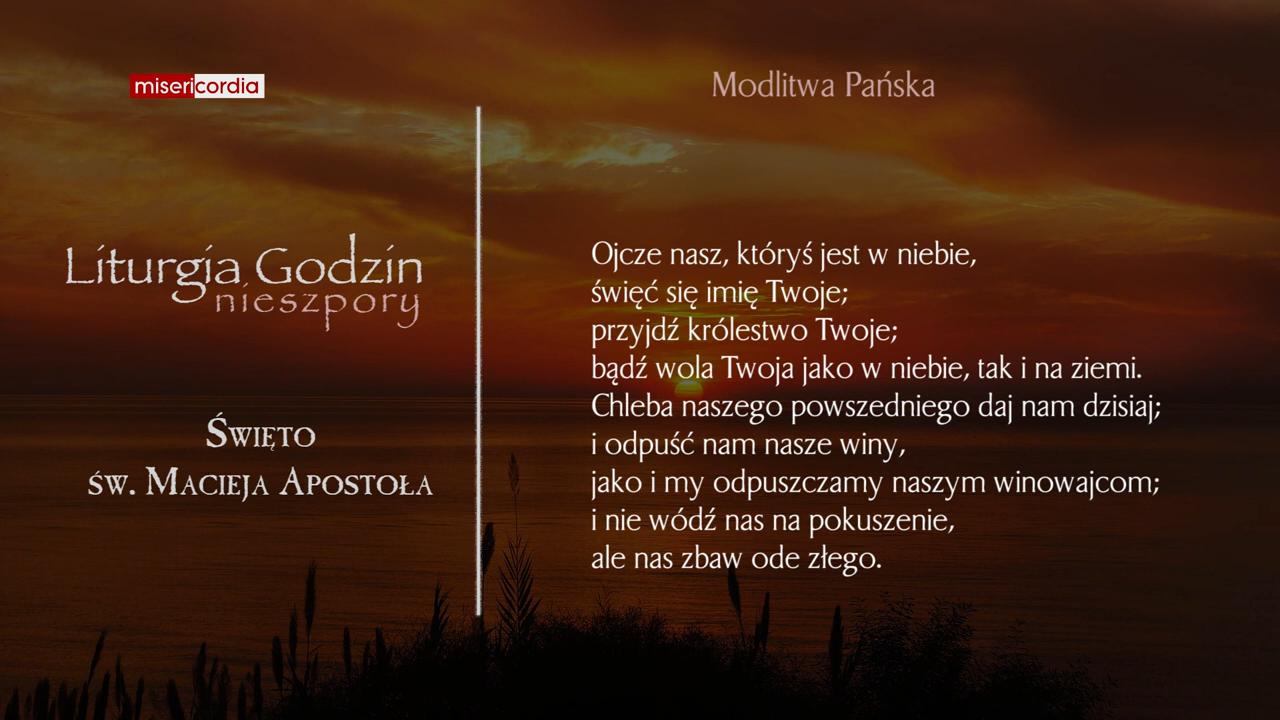 misericordia
Liturgia Godzin
nieszpory
Święto
św. Macieja Apostoła
Modlitwa Pańska
Ojcze nasz, któryś jest w niebie,
święć się imię Twoje;
przyjdź królestwo Twoje;
bądź wola Twoja jako w niebie, tak i na ziemi.
Chleba naszego powszedniego daj nam dzisiaj;
i odpuść nam nasze winy,
jako i my odpuszczamy naszym winowajcom;
i nie wódź nas na pokuszenie,
ale nas zbaw ode złego.